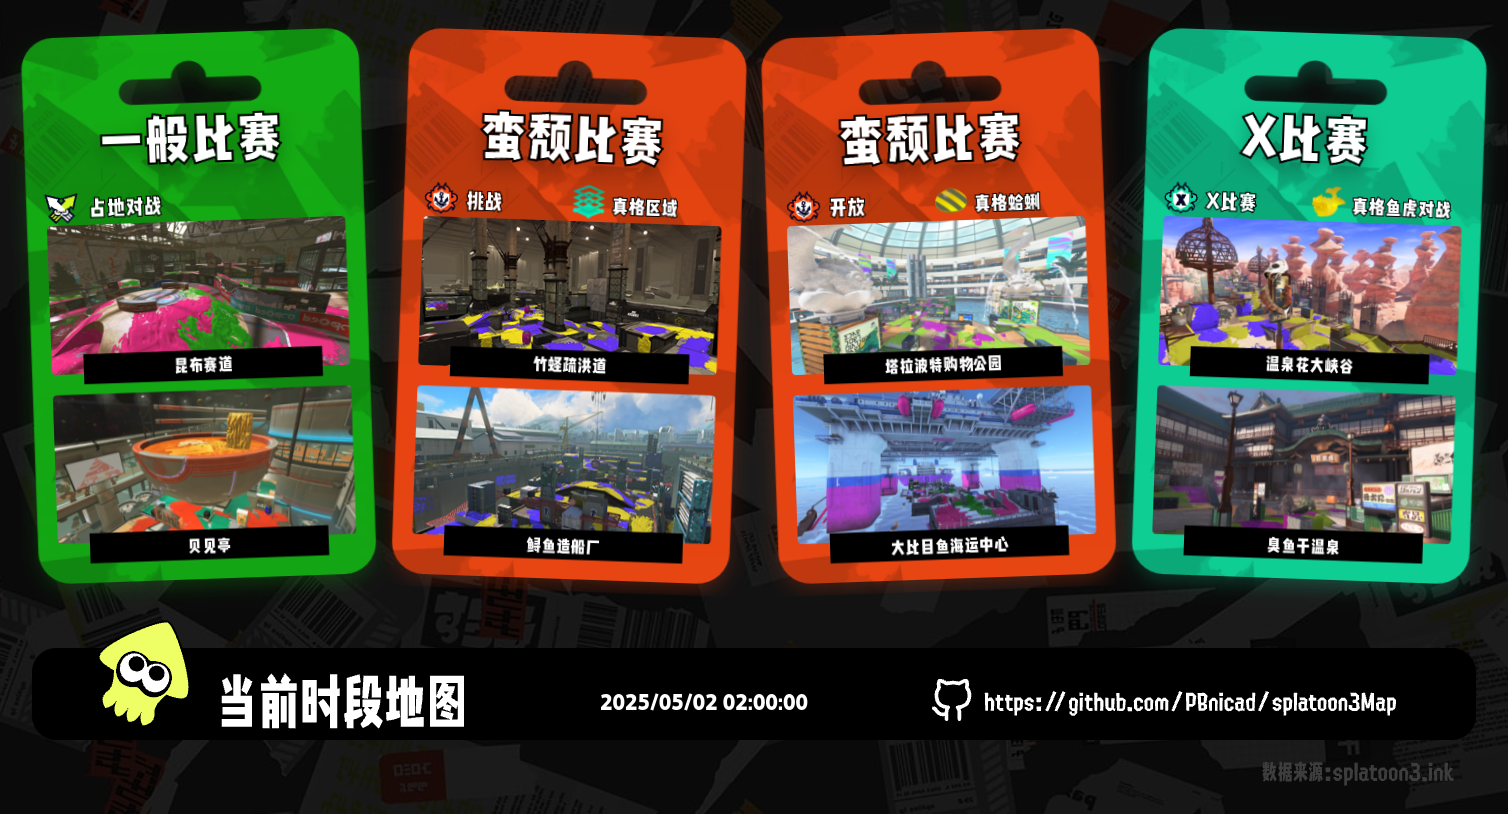 一般比赛
占地对战
昆布赛道
贝见亭
蛮颓比赛
挑战
真格区域
竹蛏疏洪道
鲟鱼造船厂
蛮颓比赛
开放
真格蛤蜊
塔拉波特购物公园
大比目鱼海运中心
X比赛
X比赛
真格鱼虎对战
温泉花大峡谷
臭鱼干温泉
当前时段地图
2025/05/02 02:00:00
https://github.com/PBnicad/splatoon3Map
数据来源:splatoon3.ink